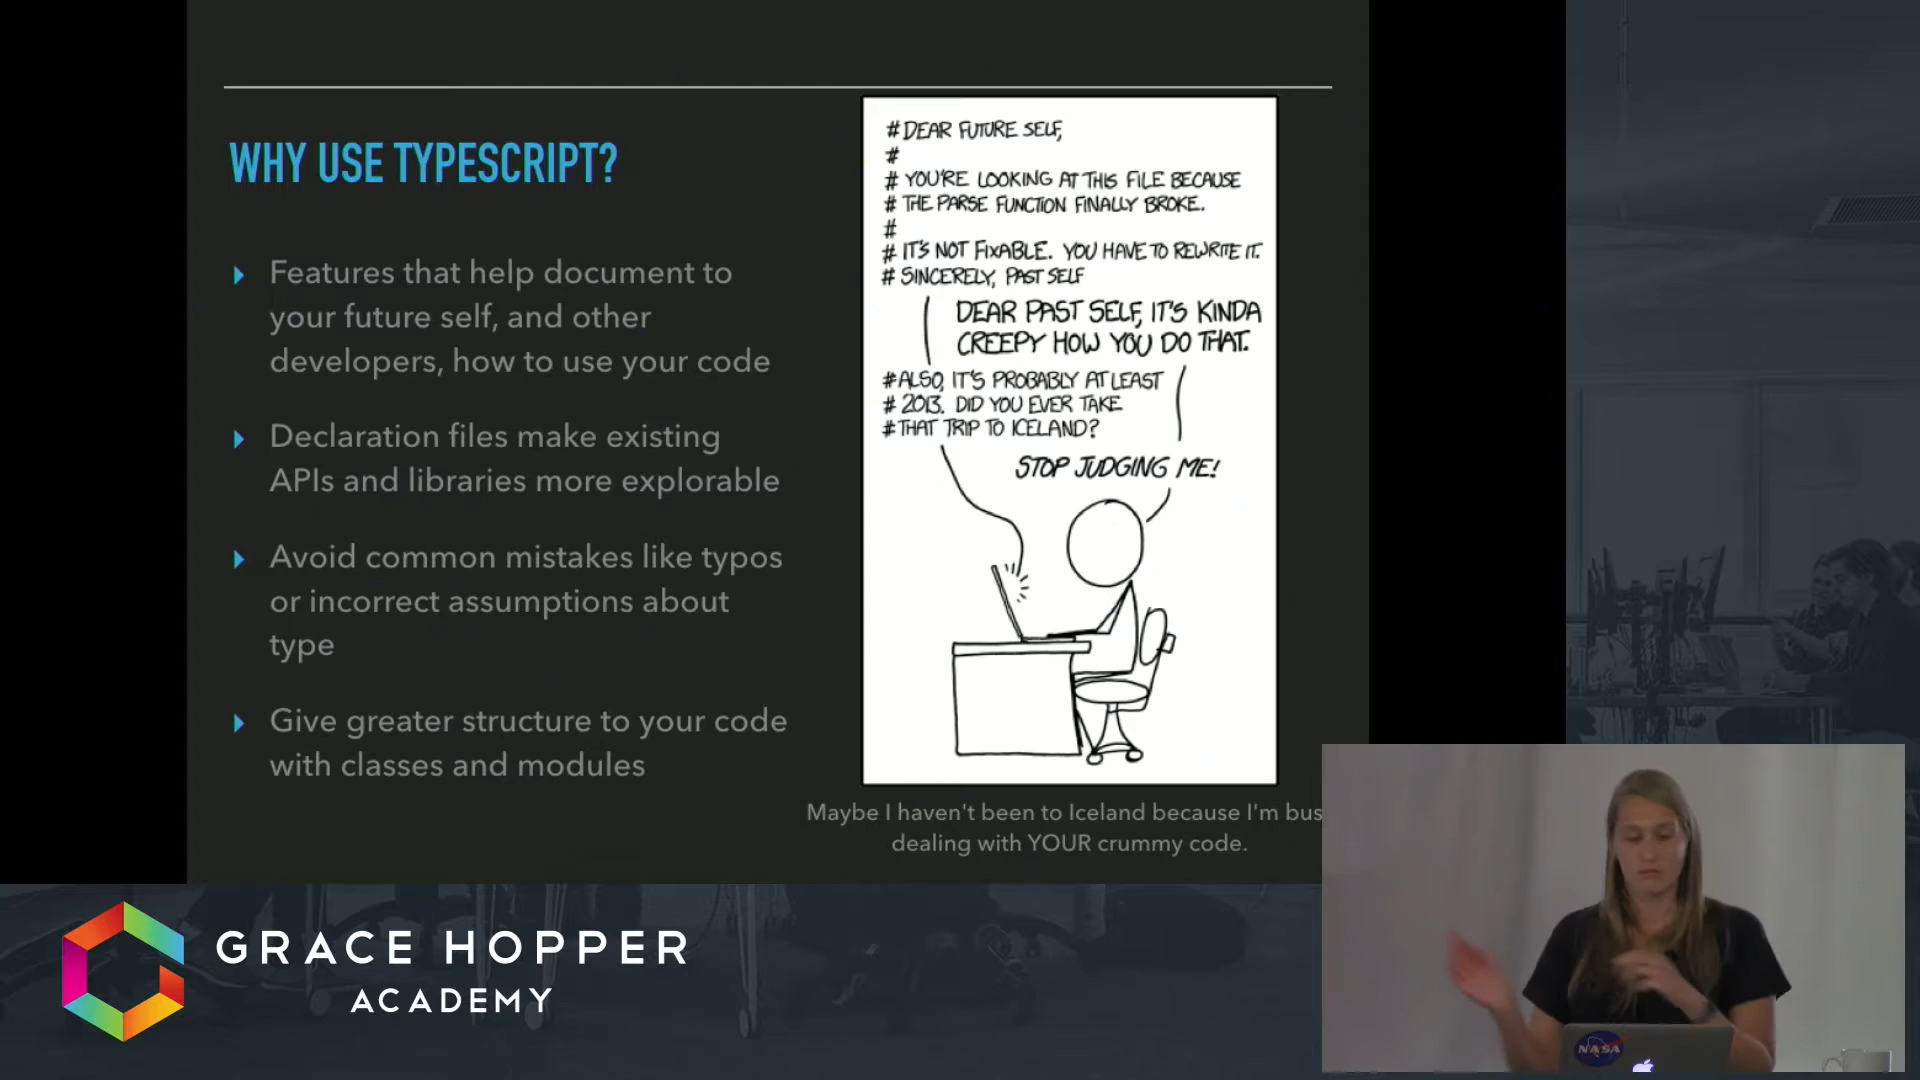 WHY USE TYPESCRIPT?
Features that help document to
your future self, and other
developers, how to use your code
Declaration files make existing
APIs and libraries more explorable
Avoid common mistakes like typos
or incorrect assumptions about
type
Give greater structure to your code
with classes and modules
#DEAR FUTURE SELF,
#
# YOU'RE LOOKING AT THIS FILE BECAUSE
# THE PARSE FUNCTION FINALLY BROKE.
#
# IT'S NOT FIXABLE. YOU HAVE TO REWRITE IT.
# SINCERELY, PAST SELF
DEAR PAST SELF, IT'S KINDA
CREEPY HOW YOU DO THAT.
#ALSO, IT'S PROBABLY AT LEAST
# 2013. DID YOU EVER TAKE
#THAT TRIP TO ICELAND?
STOP JUDGING ME!
Maybe I haven't been to Iceland because I'm bus
dealing with YOUR crummy code.
GRACE HOPPER
ACADEMY
NASA